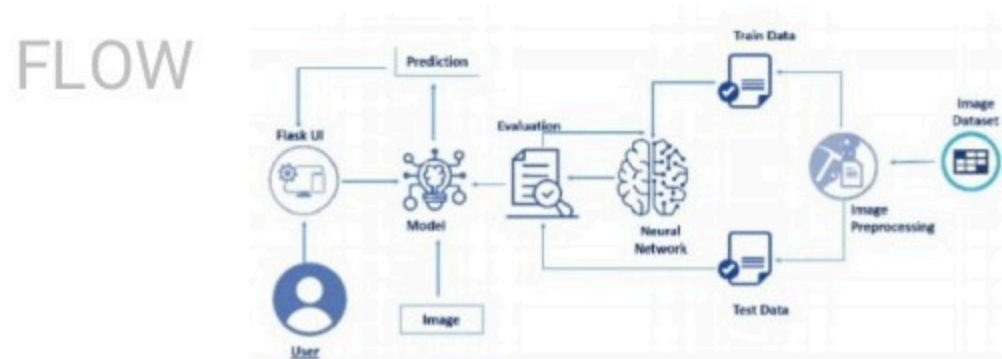 FLOW
Train Data
Prediction
Image
Dataset
Evaluation
Flask UI
Model
Neural
Network
Image
Preprocessing
Image
Test Data
User